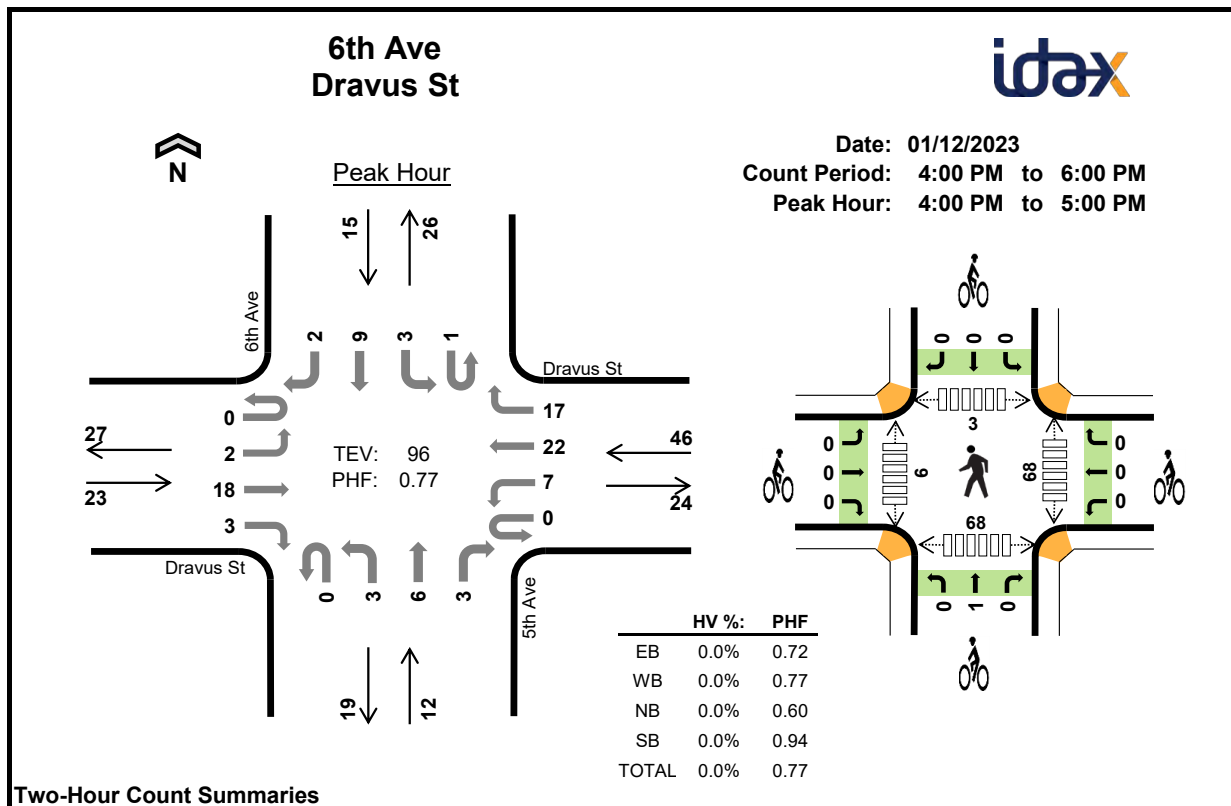 6th Ave
Dravus St
idax
N
Peak Hour
Date: 01/12/2023
Count Period: 4:00 PM to 6:00 PM
Peak Hour: 4:00 PM to 5:00 PM
15
26
6th Ave
2
9
3
1
Dravus St
0
2
18
3
27
23
TEV: 96
PHF: 0.77
17
22
7
0
46
24
Dravus St
0
3
6
3
5th Ave
19
12
HV %: PHF
EB 0.0% 0.72
WB 0.0% 0.77
NB 0.0% 0.60
SB 0.0% 0.94
TOTAL 0.0% 0.77
0 0 0
3
0
0
0
6
68
0
0
0
68
0 1 0
Two-Hour Count Summaries